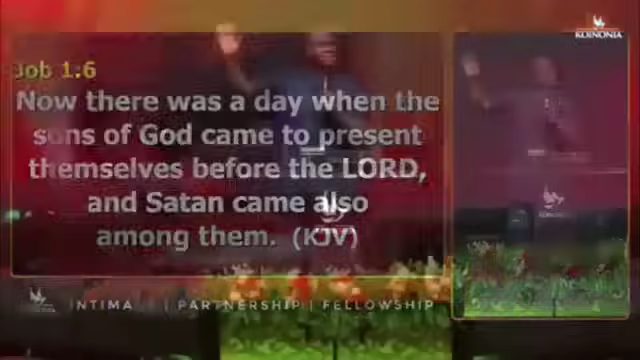 KOINONIA
Job 1.6
Now there was a day when the
sons of God came to present
themselves before the LORD,
and Satan came also
among them. (KJV)
INTIMA | PARTNERSHIP | FELLOWSHIP